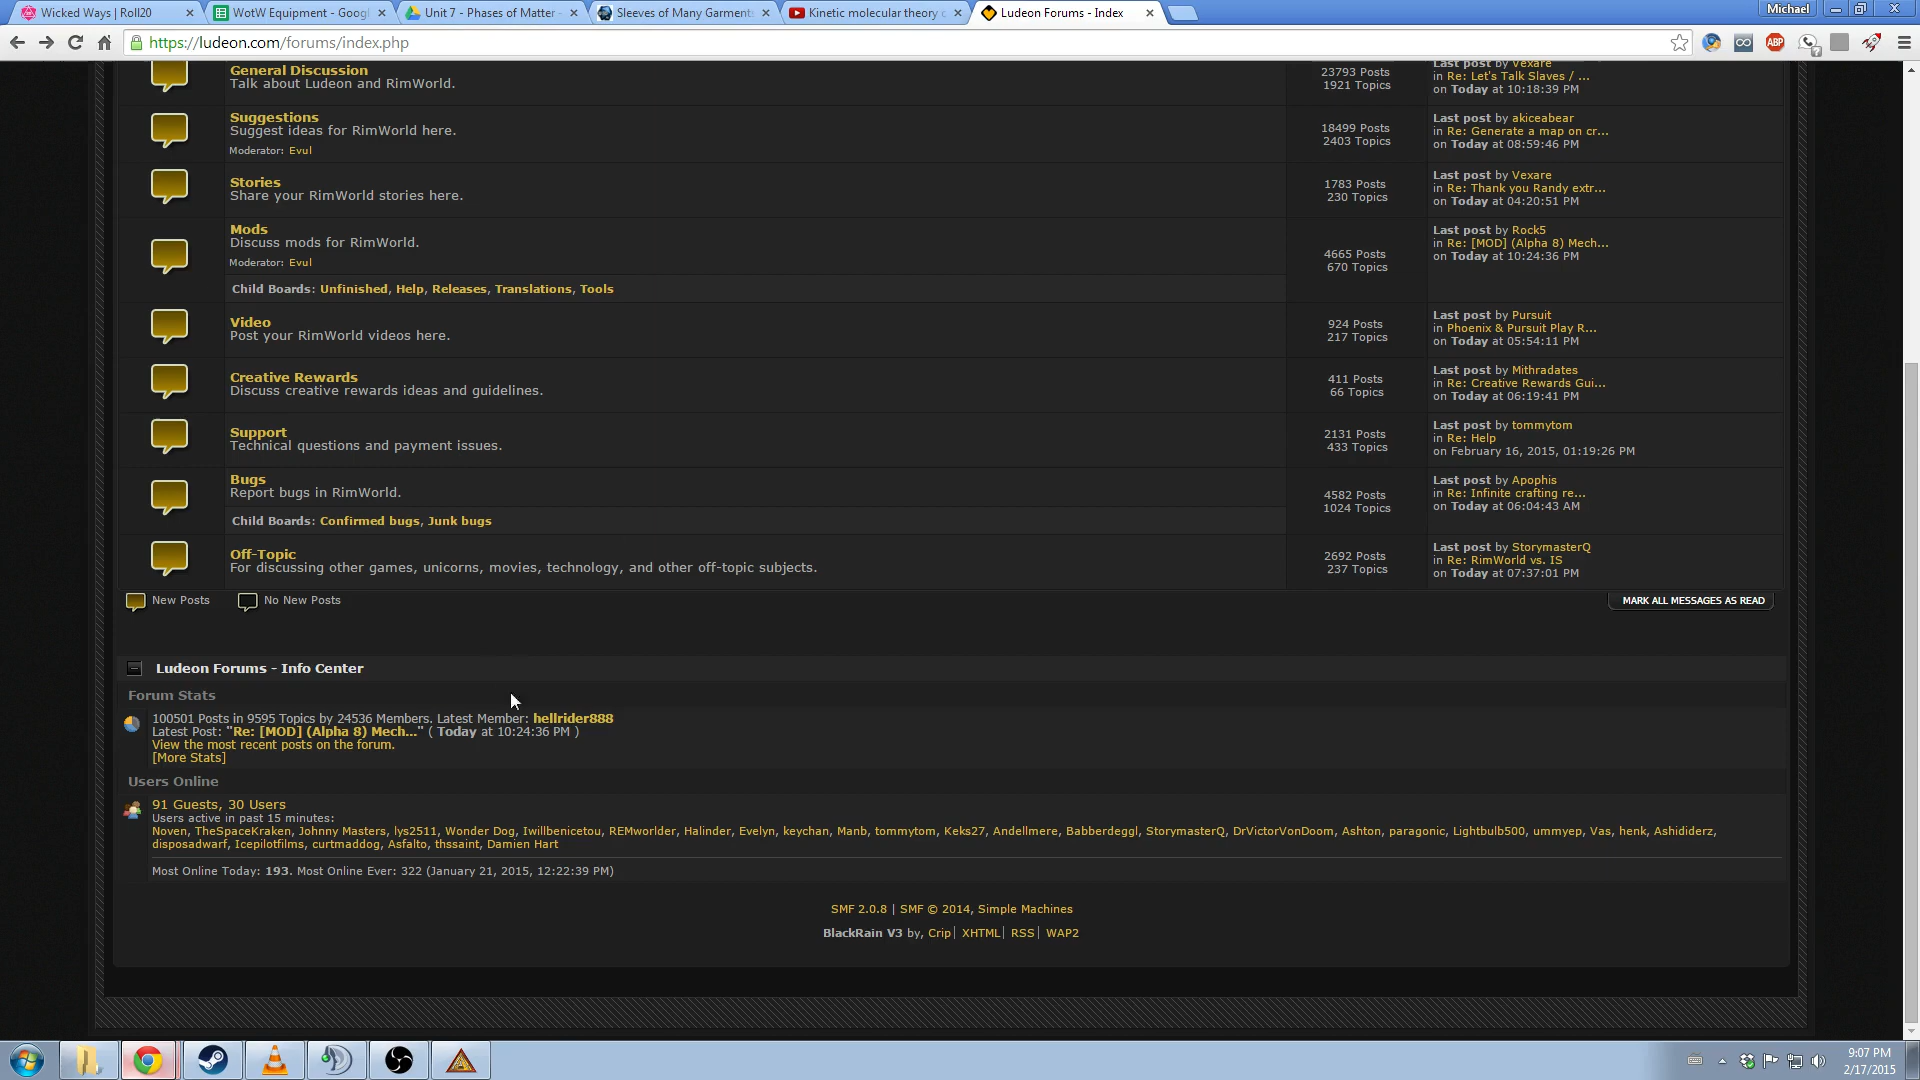 Wicked Ways | Roll20
WotW Equipment - Goog
Unit 7 - Phases of Matter -
Sleeves of Many Garment
Kinetic molecular theory o
Ludeon Forums - Index
Michael
https://ludeon.com/forums/index.php
ABP
General Discussion
Talk about Ludeon and RimWorld.
23793 Posts
1921 Topics
Last post by Vexare
in Re: Let's Talk Slaves / ...
on Today at 10:18:39 PM
Suggestions
Suggest ideas for RimWorld here.
Moderator: Evul
18499 Posts
2403 Topics
Last post by akiceabear
in Re: Generate a map on cr...
on Today at 08:59:46 PM
Stories
Share your RimWorld stories here.
1783 Posts
230 Topics
Last post by Vexare
in Re: Thank you Randy extr...
on Today at 04:20:51 PM
Mods
Discuss mods for RimWorld.
Moderator: Evul
Child Boards: Unfinished, Help, Releases, Translations, Tools
4665 Posts
670 Topics
Last post by Rock5
in Re: [MOD] (Alpha 8) Mech...
on Today at 10:24:36 PM
Video
Post your RimWorld videos here.
924 Posts
217 Topics
Last post by Pursuit
in Phoenix & Pursuit Play R...
on Today at 05:54:11 PM
Creative Rewards
Discuss creative rewards ideas and guidelines.
411 Posts
66 Topics
Last post by Mithradates
in Re: Creative Rewards Gui...
on Today at 06:19:41 PM
Support
Technical questions and payment issues.
2131 Posts
433 Topics
Last post by tommytom
in Re: Help
on February 16, 2015, 01:19:26 PM
Bugs
Report bugs in RimWorld.
Child Boards: Confirmed bugs, Junk bugs
4582 Posts
1024 Topics
Last post by Apophis
in Re: Infinite crafting re...
on Today at 06:04:43 AM
Off-Topic
For discussing other games, unicorns, movies, technology, and other off-topic subjects.
2692 Posts
237 Topics
Last post by StorymasterQ
in Re: RimWorld vs. IS
on Today at 07:37:01 PM
New Posts
No New Posts
MARK ALL MESSAGES AS READ
Ludeon Forums - Info Center
Forum Stats
100501 Posts in 9595 Topics by 24536 Members. Latest Member: hellrider888
Latest Post: "Re: [MOD] (Alpha 8) Mech..." ( Today at 10:24:36 PM )
View the most recent posts on the forum.
[More Stats]
Users Online
91 Guests, 30 Users
Users active in past 15 minutes:
Noven, TheSpaceKraken, Johnny Masters, lys2511, Wonder Dog, Iwillbenicetou, REMworlder, Halinder, Evelyn, keychan, Manb, tommytom, Keks27, Andellmere, Babberdeggl, StorymasterQ, DrVictorVonDoom, Ashton, paragonic, Lightbulb500, ummyep, Vas, henk, Ashididerz,
disposadwarf, Icepilotfilms, curtmaddog, Asfalto, thssaint, Damien Hart
Most Online Today: 193. Most Online Ever: 322 (January 21, 2015, 12:22:39 PM)
SMF 2.0.8 | SMF © 2014, Simple Machines
BlackRain V3 by, Crip| XHTML| RSS| WAP2
9:07 PM
2/17/2015